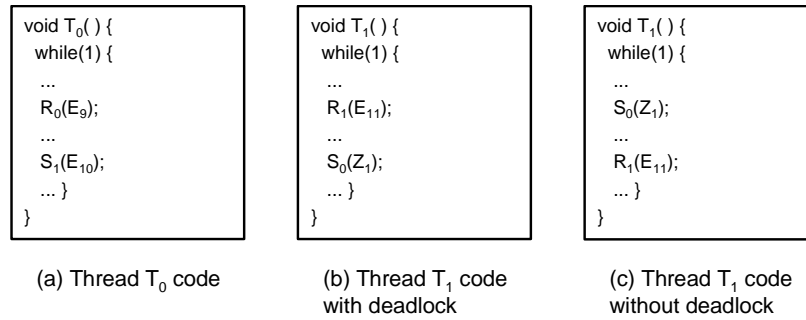 void T₀( ) {
while(1) {
...
R₀(E₉);
...
S₁(E₁₀);
... }
}
(a) Thread T₀ code
void T₁( ) {
while(1) {
...
R₁(E₁₁);
...
S₀(Z₁);
... }
}
(b) Thread T₁ code
with deadlock
void T₁( ) {
while(1) {
...
S₀(Z₁);
...
R₁(E₁₁);
... }
}
(c) Thread T₁ code
without deadlock